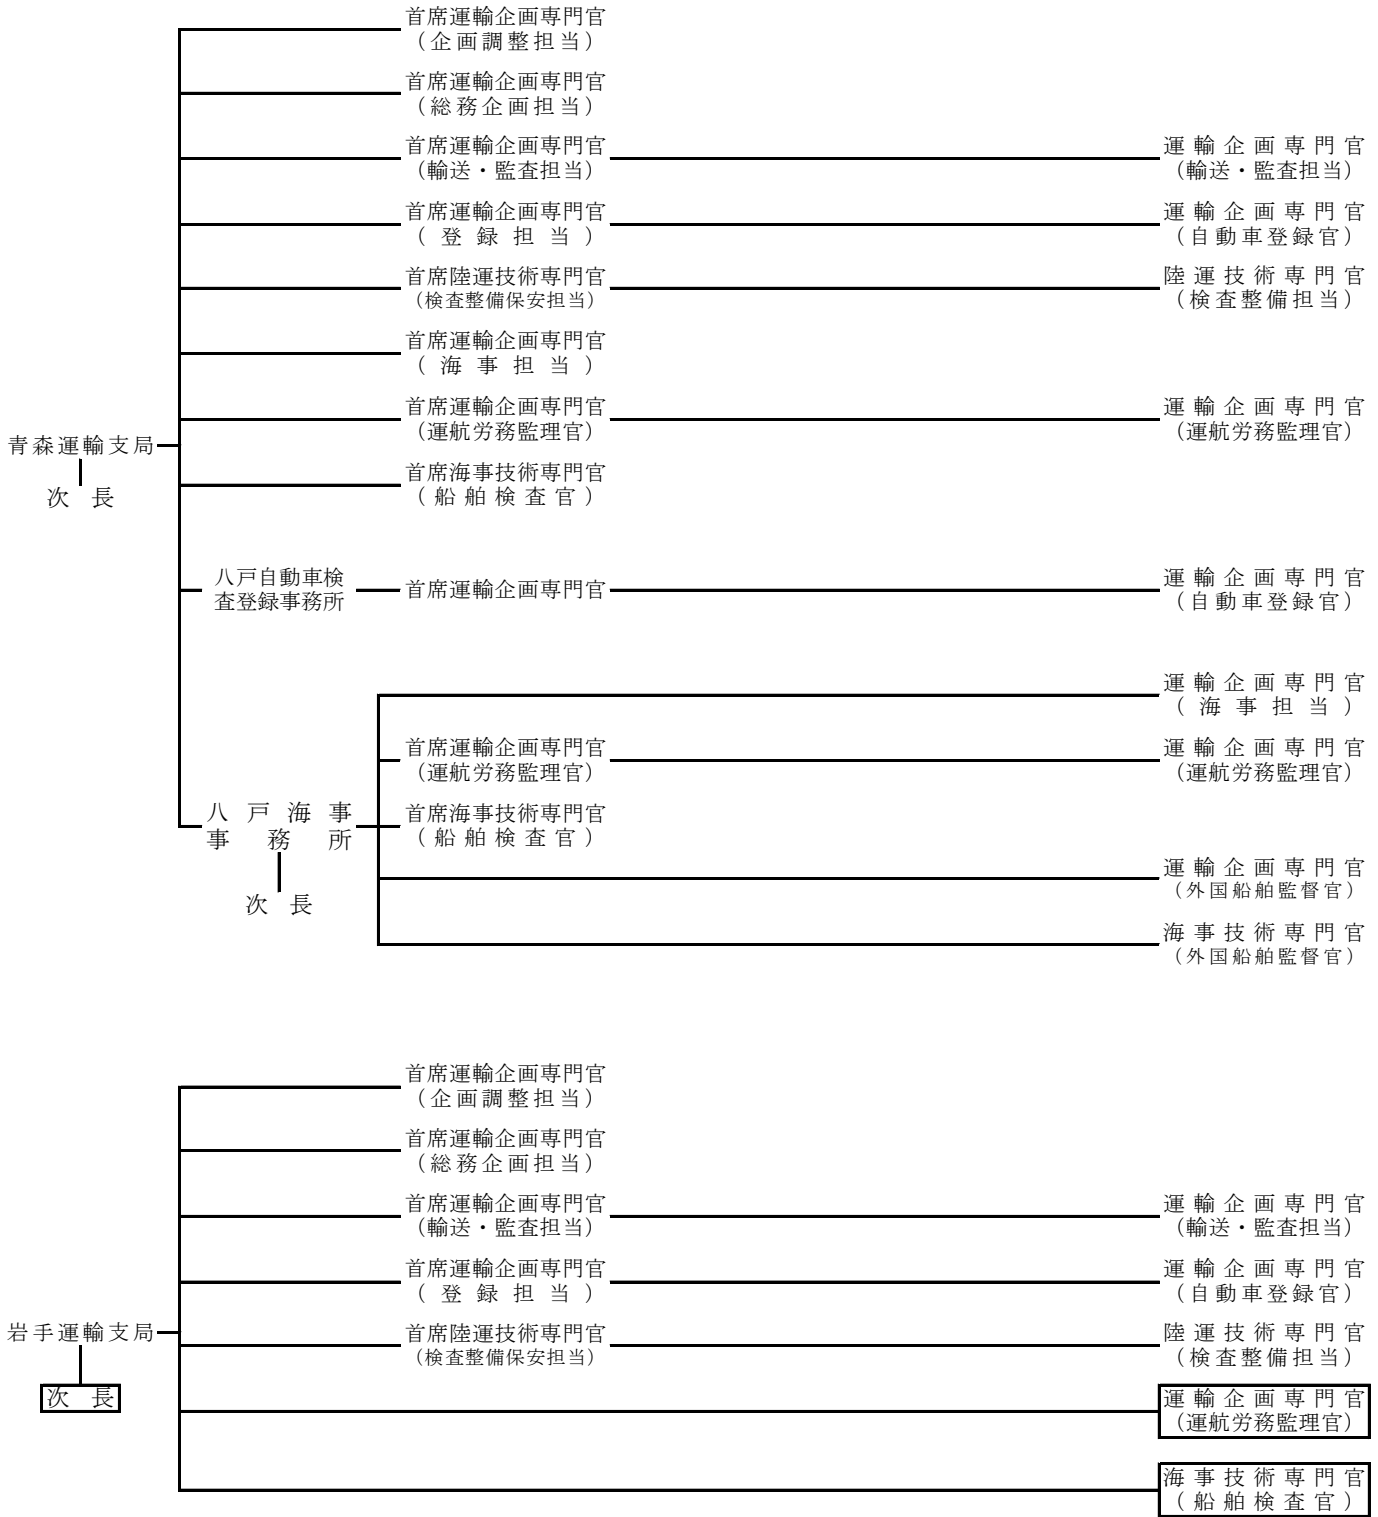 首席運輸企画専門官
（企画調整担当）
首席運輸企画専門官
（総務企画担当）
首席運輸企画専門官
（輸送・監査担当）
運輸企画専門官
（輸送・監査担当）
首席運輸企画専門官
（登録担当）
運輸企画専門官
（自動車登録官）
首席陸運技術専門官
（検査整備保安担当）
陸運技術専門官
（検査整備担当）
首席運輸企画専門官
（海事担当）
首席運輸企画専門官
（運航労務監理官）
運輸企画専門官
（運航労務監理官）
青森運輸支局
次長
首席海事技術専門官
（船舶検査官）
八戸自動車検
査登録事務所
首席運輸企画専門官
運輸企画専門官
（自動車登録官）
運輸企画専門官
（海事担当）
首席運輸企画専門官
（運航労務監理官）
運輸企画専門官
（運航労務監理官）
八戸海事
事務所
次長
首席海事技術専門官
（船舶検査官）
運輸企画専門官
（外国船舶監督官）
海事技術専門官
（外国船舶監督官）
首席運輸企画専門官
（企画調整担当）
首席運輸企画専門官
（総務企画担当）
首席運輸企画専門官
（輸送・監査担当）
運輸企画専門官
（輸送・監査担当）
首席運輸企画専門官
（登録担当）
運輸企画専門官
（自動車登録官）
岩手運輸支局
次長
首席陸運技術専門官
（検査整備保安担当）
陸運技術専門官
（検査整備担当）
運輸企画専門官
（運航労務監理官）
海事技術専門官
（船舶検査官）